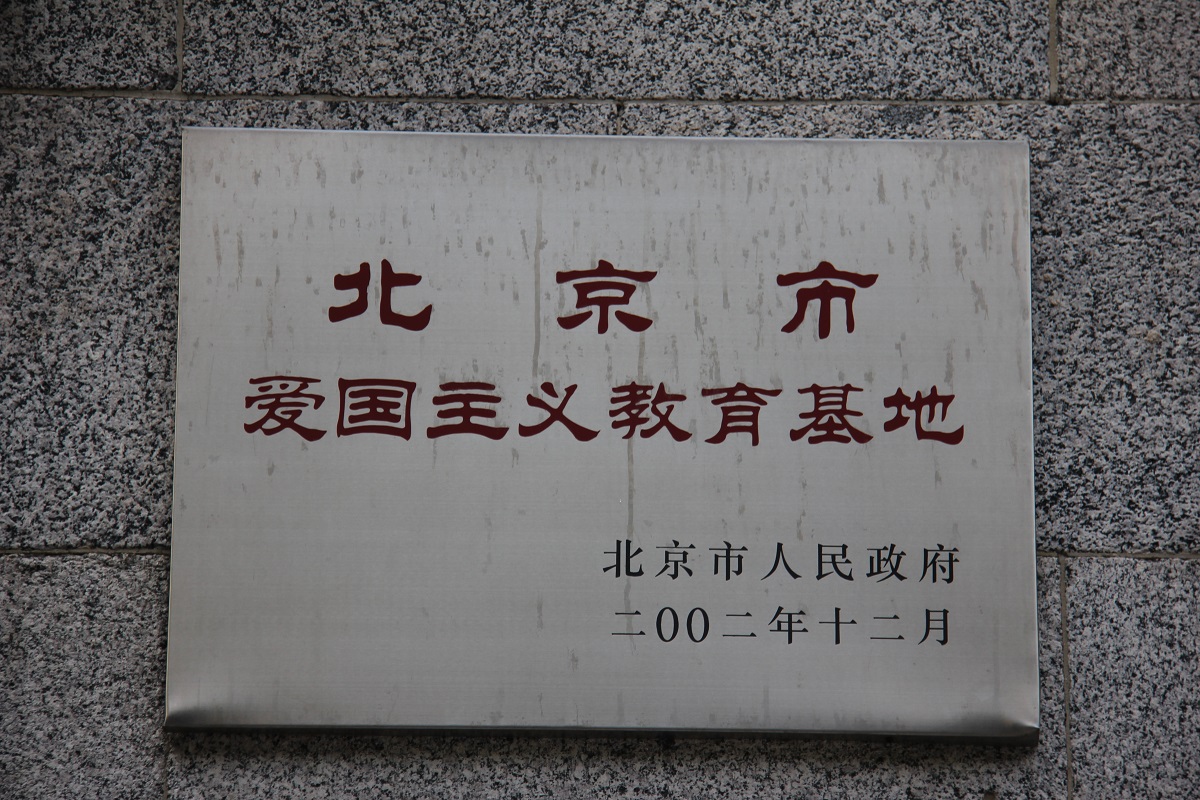 北京市
爱国主义教育基地
北京市人民政府
二00二年十二月